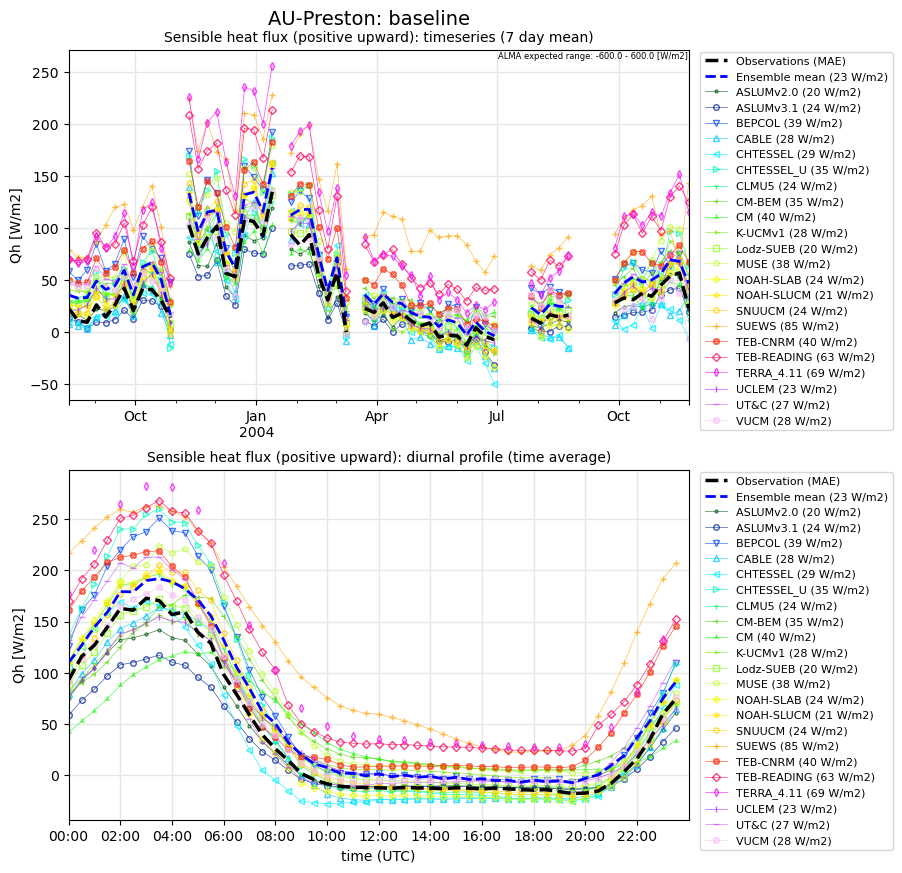 AU-Preston: baseline
Sensible heat flux (positive upward): timeseries (7 day mean)
ALMA expected range: -600.0 - 600.0 [W/m2]
Qh [W/m2]
250
200
150
100
50
0
−50
Oct
Jan
2004
Apr
Jul
Oct
Observations (MAE)
Ensemble mean (23 W/m2)
ASLUMv2.0 (20 W/m2)
ASLUMv3.1 (24 W/m2)
BEPCOL (39 W/m2)
CABLE (28 W/m2)
CHTESSEL (29 W/m2)
CHTESSEL_U (35 W/m2)
CLMU5 (24 W/m2)
CM-BEM (35 W/m2)
CM (40 W/m2)
K-UCMv1 (28 W/m2)
Lodz-SUEB (20 W/m2)
MUSE (38 W/m2)
NOAH-SLAB (24 W/m2)
NOAH-SLUCM (21 W/m2)
SNUUCM (24 W/m2)
SUEWS (85 W/m2)
TEB-CNRM (40 W/m2)
TEB-READING (63 W/m2)
TERRA_4.11 (69 W/m2)
UCLEM (23 W/m2)
UT&C (27 W/m2)
VUCM (28 W/m2)
Sensible heat flux (positive upward): diurnal profile (time average)
Qh [W/m2]
250
200
150
100
50
0
00:00
02:00
04:00
06:00
08:00
10:00
12:00
14:00
16:00
18:00
20:00
22:00
time (UTC)
Observation (MAE)
Ensemble mean (23 W/m2)
ASLUMv2.0 (20 W/m2)
ASLUMv3.1 (24 W/m2)
BEPCOL (39 W/m2)
CABLE (28 W/m2)
CHTESSEL (29 W/m2)
CHTESSEL_U (35 W/m2)
CLMU5 (24 W/m2)
CM-BEM (35 W/m2)
CM (40 W/m2)
K-UCMv1 (28 W/m2)
Lodz-SUEB (20 W/m2)
MUSE (38 W/m2)
NOAH-SLAB (24 W/m2)
NOAH-SLUCM (21 W/m2)
SNUUCM (24 W/m2)
SUEWS (85 W/m2)
TEB-CNRM (40 W/m2)
TEB-READING (63 W/m2)
TERRA_4.11 (69 W/m2)
UCLEM (23 W/m2)
UT&C (27 W/m2)
VUCM (28 W/m2)